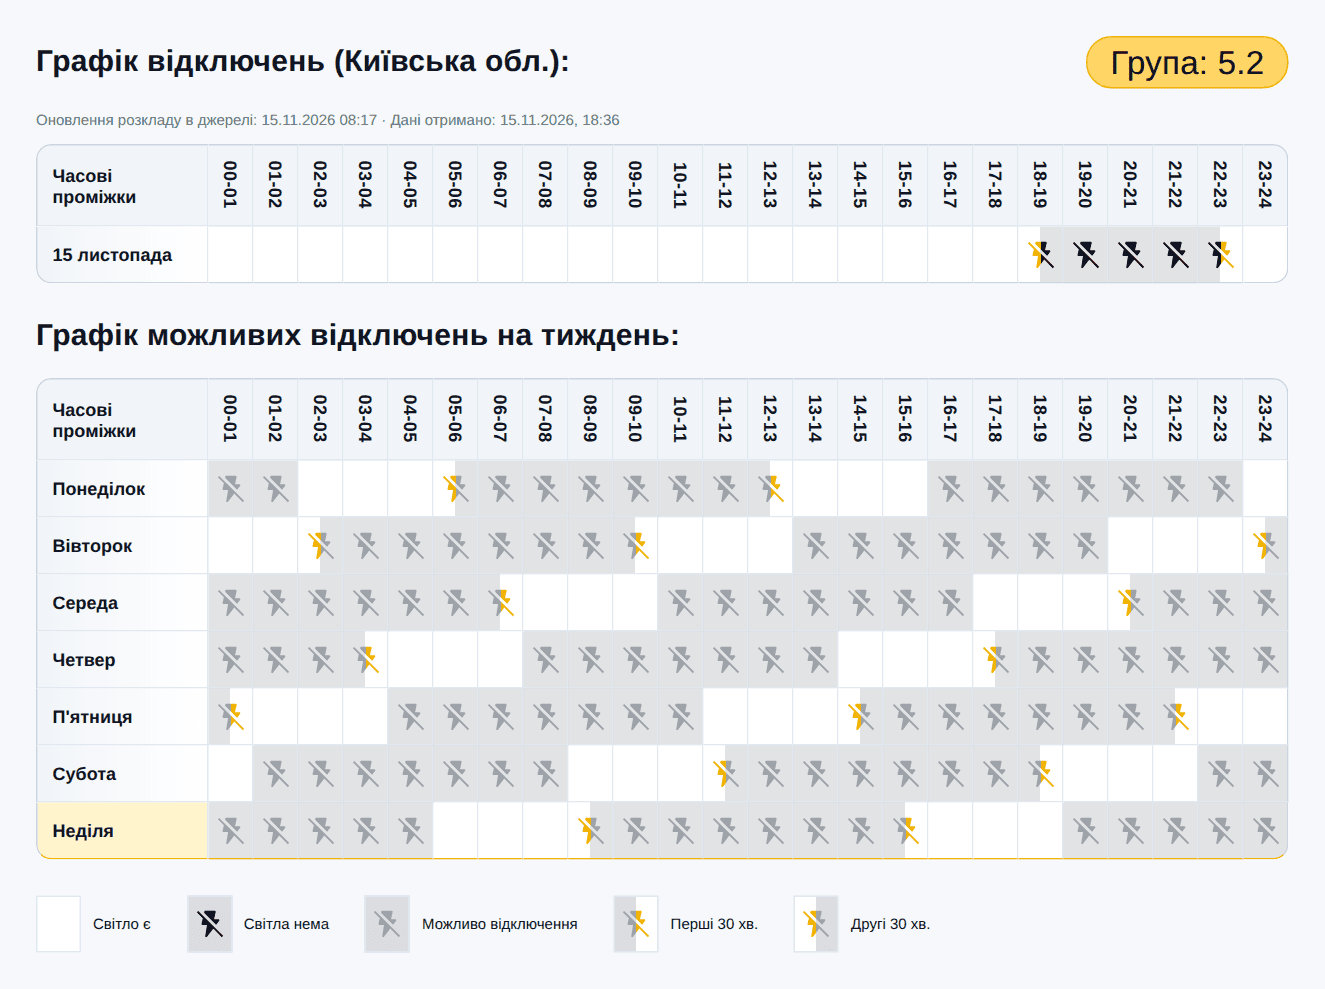 Графік відключень (Київська обл.):
Група: 5.2
Оновлення розкладу в джерелі: 15.11.2026 08:17 · Дані отримано: 15.11.2026, 18:36
Часові
проміжки
00-01 01-02 02-03 03-04 04-05 05-06 06-07 07-08 08-09 09-10 10-11 11-12 12-13 13-14 14-15 15-16 16-17 17-18 18-19 19-20 20-21 21-22 22-23 23-24
15 листопада
Графік можливих відключень на тиждень:
Часові
проміжки
00-01 01-02 02-03 03-04 04-05 05-06 06-07 07-08 08-09 09-10 10-11 11-12 12-13 13-14 14-15 15-16 16-17 17-18 18-19 19-20 20-21 21-22 22-23 23-24
Понеділок
Вівторок
Середа
Четвер
П'ятниця
Субота
Неділя
Світло є
Світла нема
Можливо відключення
Перші 30 хв.
Другі 30 хв.